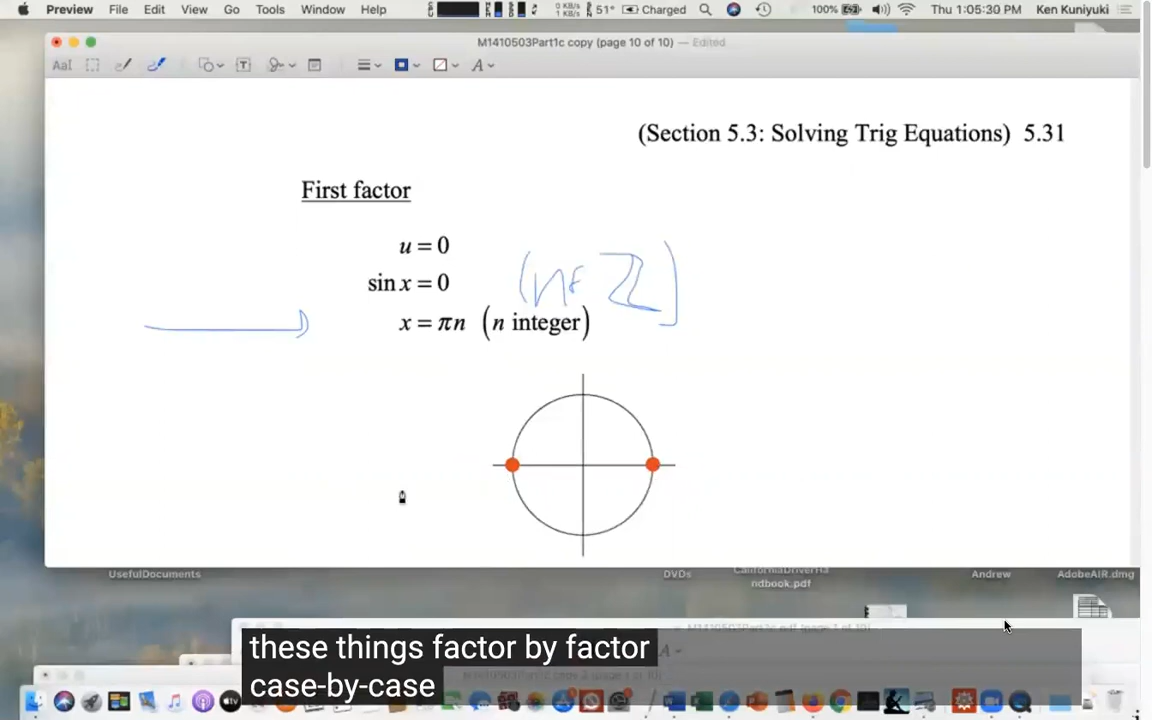 Preview File Edit View Go Tools Window Help 51° Charged 100% Thu 1:05:30 PM Ken Kuniyuki
M1410503Part1c copy (page 10 of 10) — Edited
(Section 5.3: Solving Trig Equations) 5.31
First factor
u = 0
sin x = 0
(n ∈ ℤ)
x = πn (n integer)
UsefulDocuments
DVDs
Andrew
AdobeAIR.dmg
ndbook.pdf
these things factor by factor
case-by-case